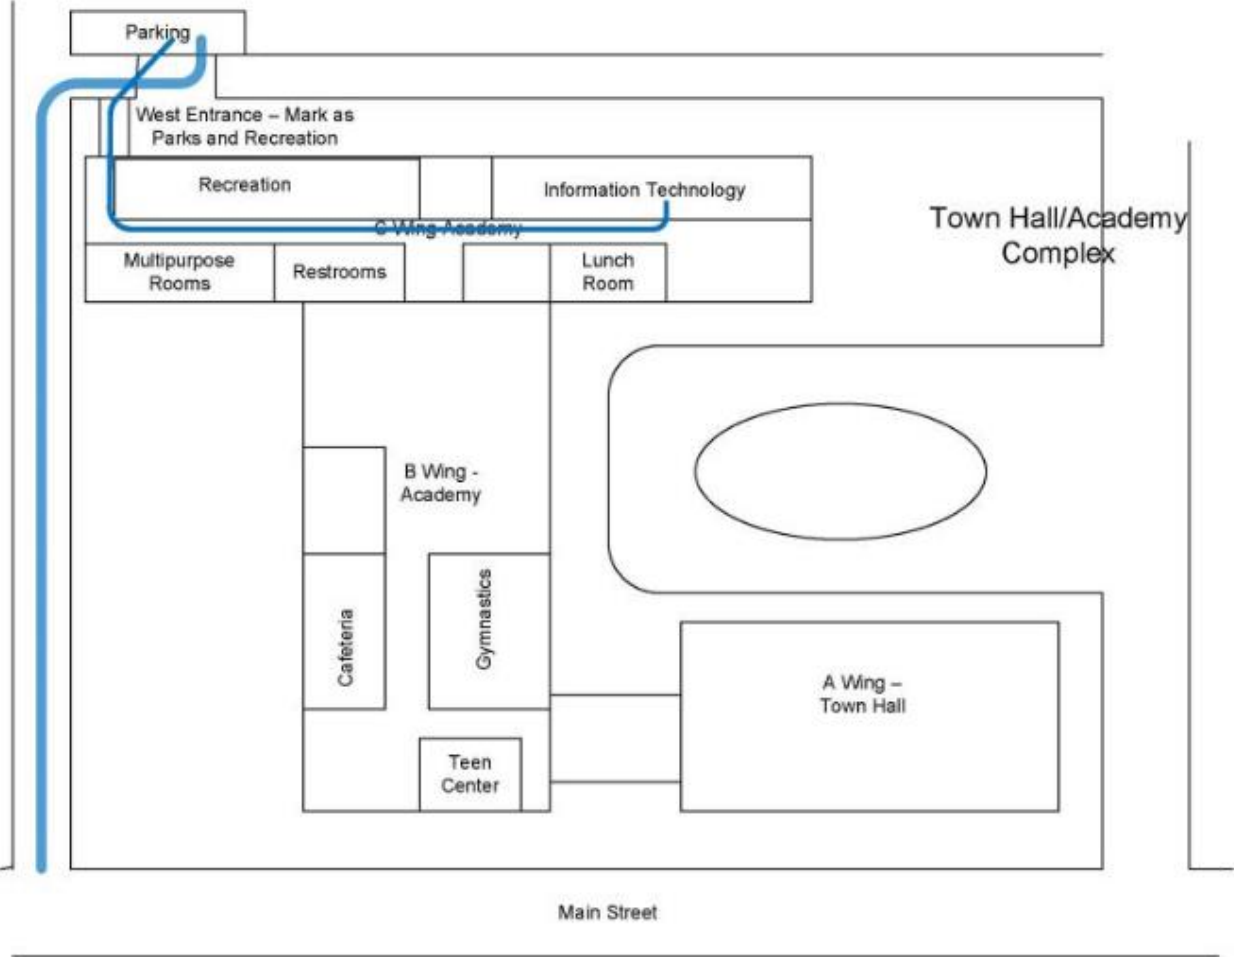 Parking
West Entrance – Mark as
Parks and Recreation
Recreation
Information Technology
C Wing Academy
Town Hall/Academy
Complex
Multipurpose
Rooms
Restrooms
Lunch
Room
B Wing -
Academy
Cafeteria
Gymnastics
A Wing –
Town Hall
Teen
Center
Main Street